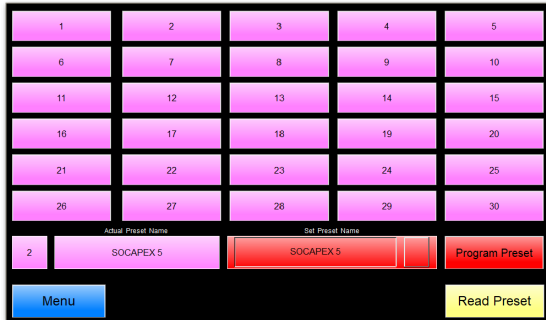 1 2 3 4 5
6 7 8 9 10
11 12 13 14 15
16 17 18 19 20
21 22 23 24 25
26 27 28 29 30
Actual Preset Name Set Preset Name
2 SOCAPEX 5 SOCAPEX 5 Program Preset
Menu Read Preset